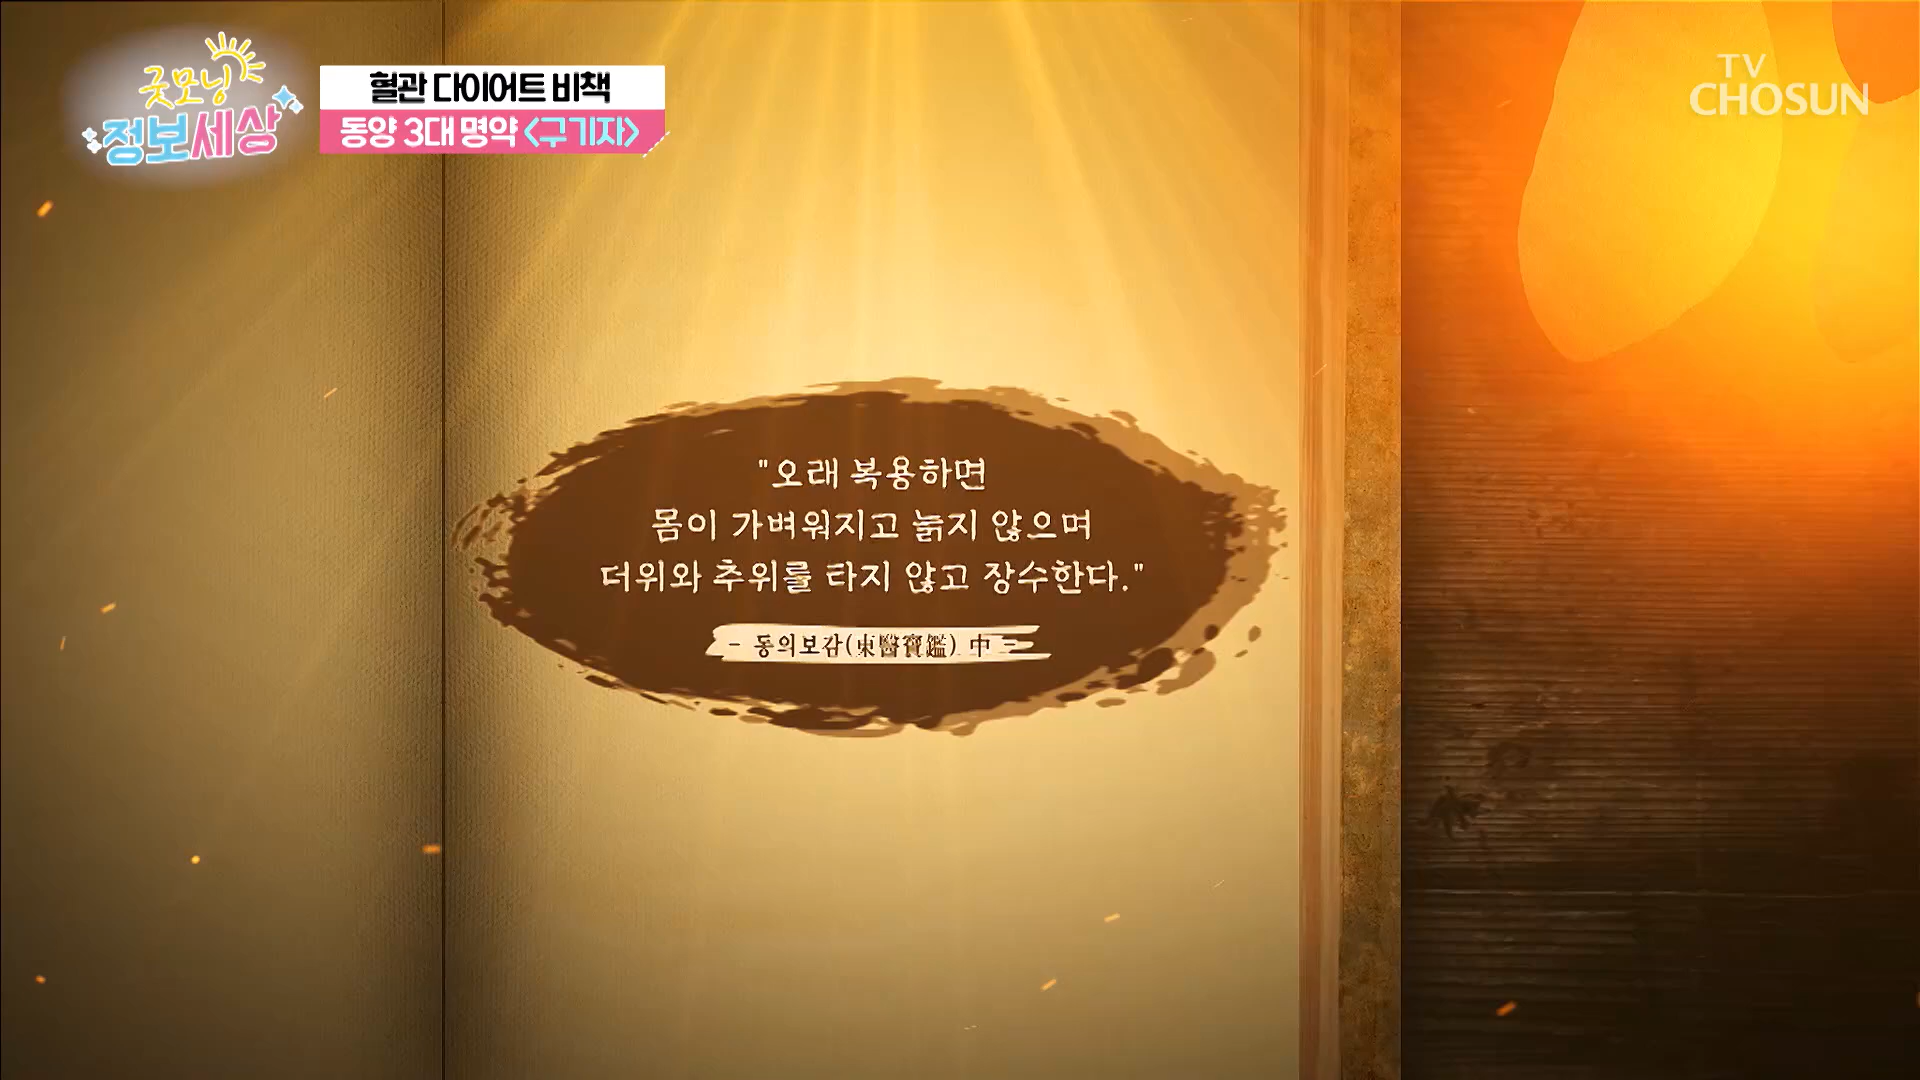 굿모닝
정보세상
혈관 다이어트 비책
동양 3대 명약 <구기자>
TV
CHOSUN
"오래 복용하면
몸이 가벼워지고 늙지 않으며
더위와 추위를 타지 않고 장수한다."
- 동의보감(東醫寶鑑) 中 -